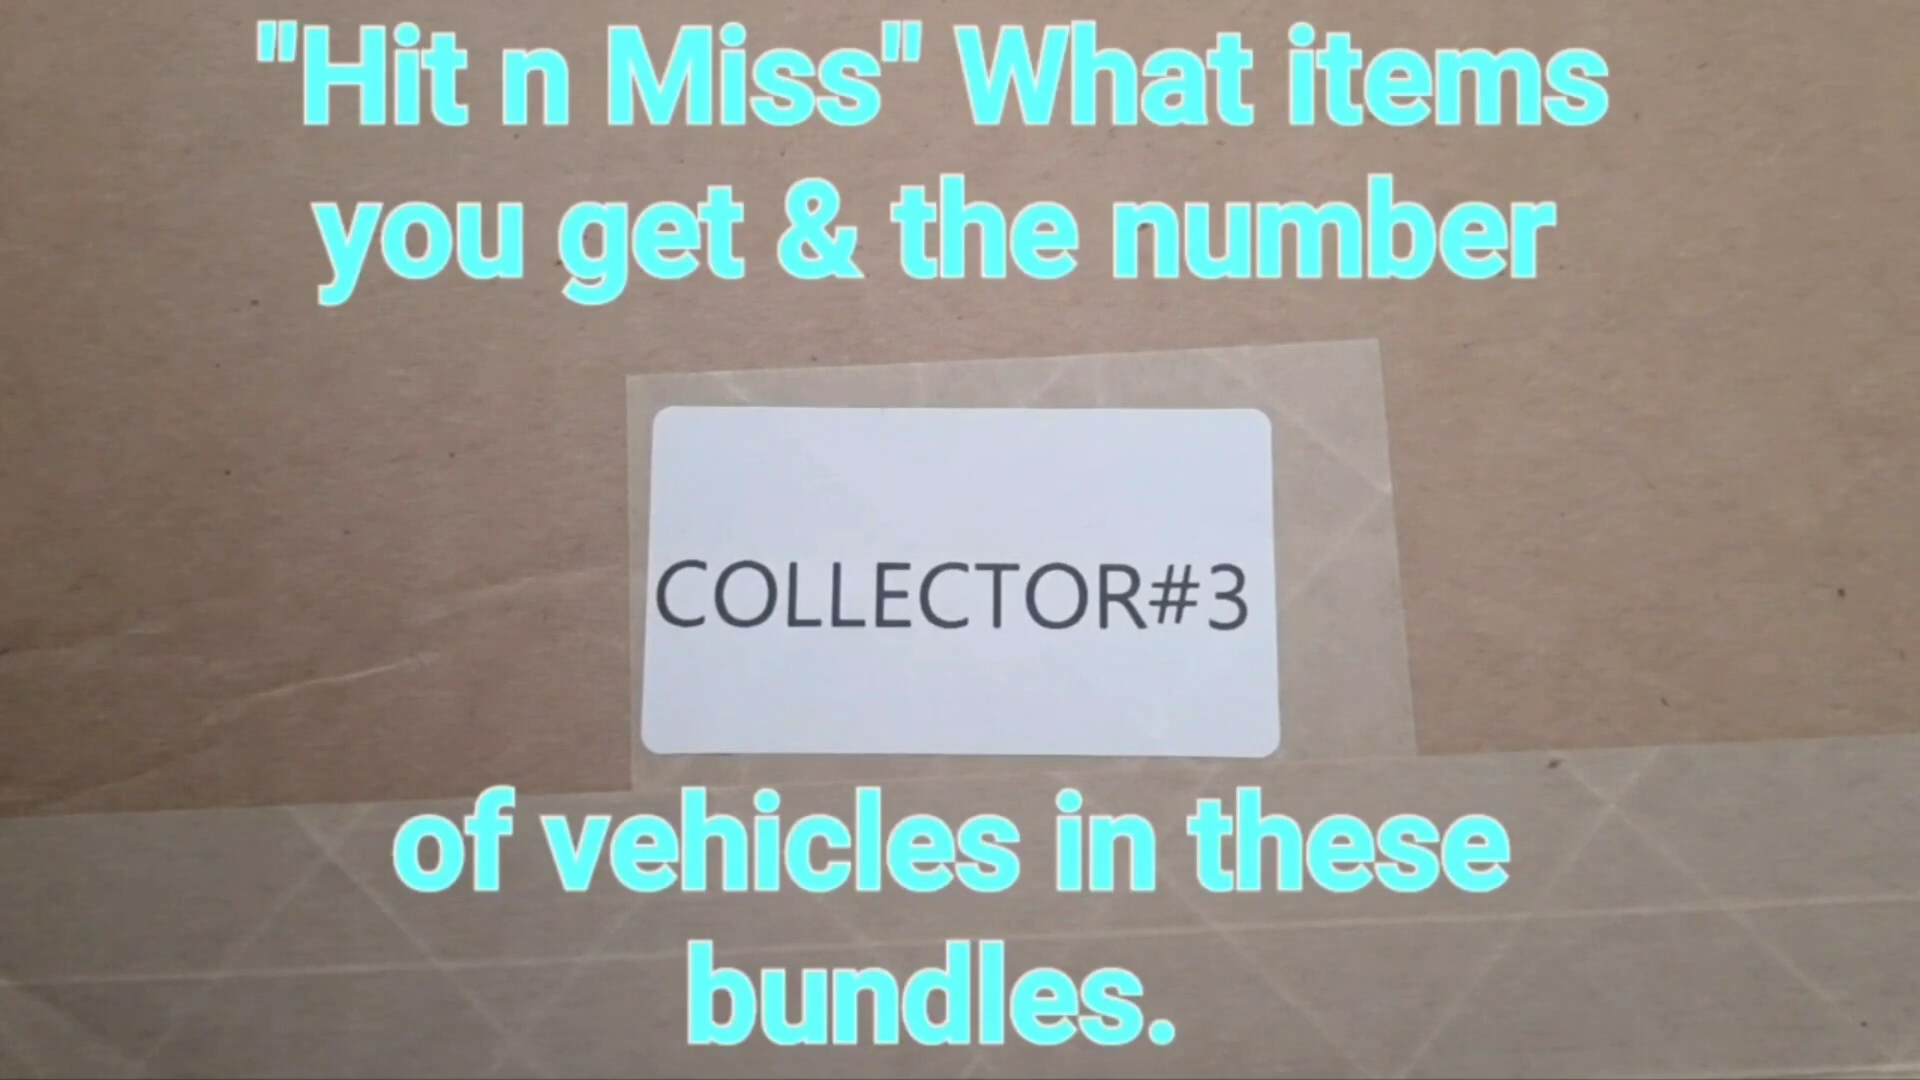 "Hit n Miss" What items
you get & the number
COLLECTOR#3
of vehicles in these
bundles.